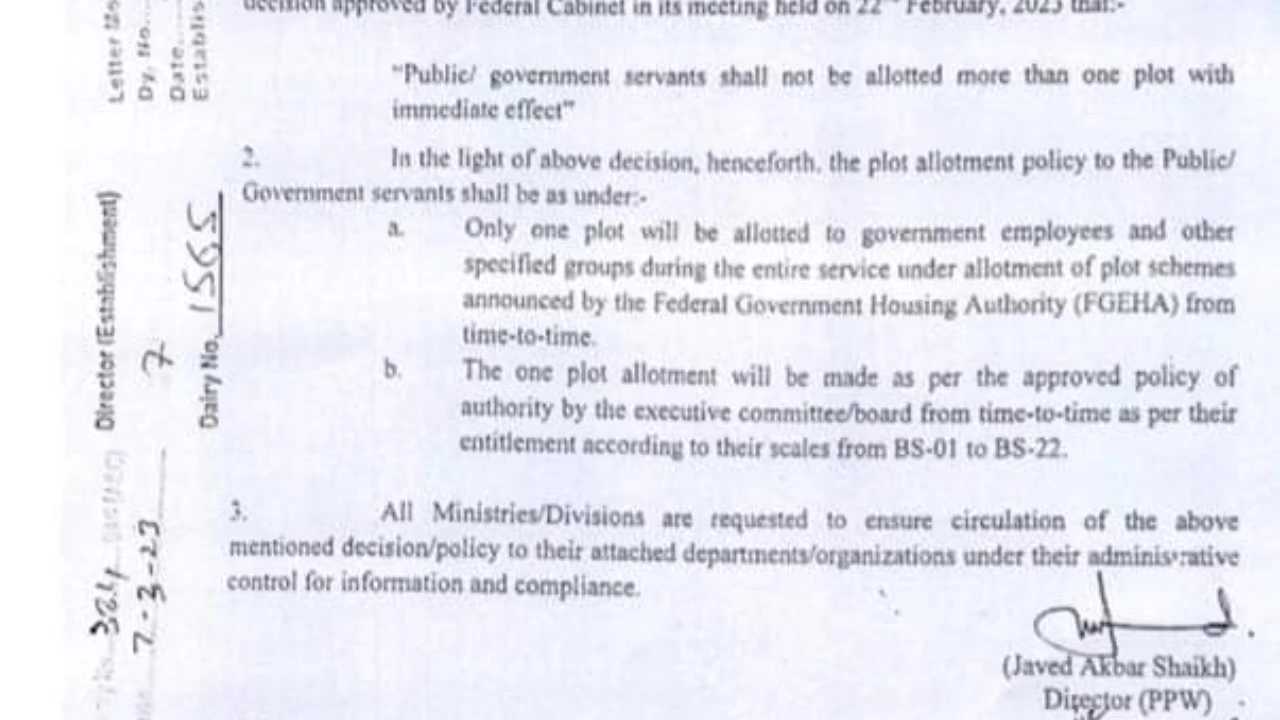 decision approved by Federal Cabinet in its meeting held on 22nd February, 2023 that:-
"Public/ government servants shall not be allotted more than one plot with
immediate effect"
2. In the light of above decision, henceforth, the plot allotment policy to the Public/
Government servants shall be as under:-
a. Only one plot will be allotted to government employees and other
specified groups during the entire service under allotment of plot schemes
announced by the Federal Government Housing Authority (FGEHA) from
time-to-time.
b. The one plot allotment will be made as per the approved policy of
authority by the executive committee/board from time-to-time as per their
entitlement according to their scales from BS-01 to BS-22.
3. All Ministries/Divisions are requested to ensure circulation of the above
mentioned decision/policy to their attached departments/organizations under their administrative
control for information and compliance.
(Javed Akbar Shaikh)
Director (PPW)
Letter
Dy. No.
Date
Establis
Director (Establishment)
7
Dairy No. 1565
7-3-23